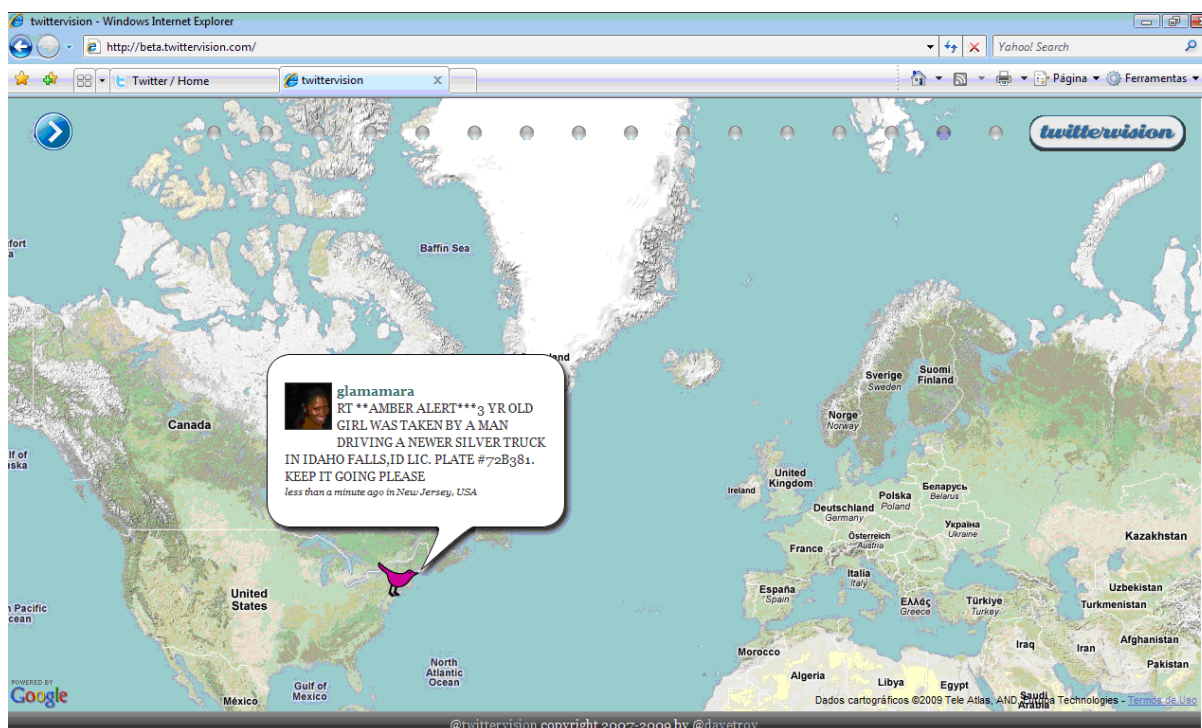 twittervision - Windows Internet Explorer
http://beta.twittervision.com/
Yahoo! Search
Twitter / Home
twittervision
X
Página
Ferramentas
twittervision
Baffin Sea
glamamara
RT **AMBER ALERT***3 YR OLD
GIRL WAS TAKEN BY A MAN
DRIVING A NEWER SILVER TRUCK
IN IDAHO FALLS,ID LIC. PLATE #72B381.
KEEP IT GOING PLEASE
less than a minute ago in New Jersey, USA
Canada
Sverige
Sweden
Suomi
Finland
Norge
Norway
United
Kingdom
Ireland
Беларусь
Belarus
Polska
Poland
Deutschland
Germany
Україна
Ukraine
Österreich
Austria
Kazakhstan
France
Italia
Italy
España
Spain
Ελλάς
Greece
Türkiye
Turkey
Uzbekistan
Turkmenistan
United
States
Morocco
Iraq
Iran
Afghanistan
Pakistan
North
Atlantic
Ocean
Algeria
Libya
Egypt
Saudi
Arabia
Gulf of
Mexico
México
POWERED BY
Google
Dados cartográficos ©2009 Tele Atlas, AND, Europa Technologies - Termos de Uso
@twittervision copyright 2007-2009 by @davetroy